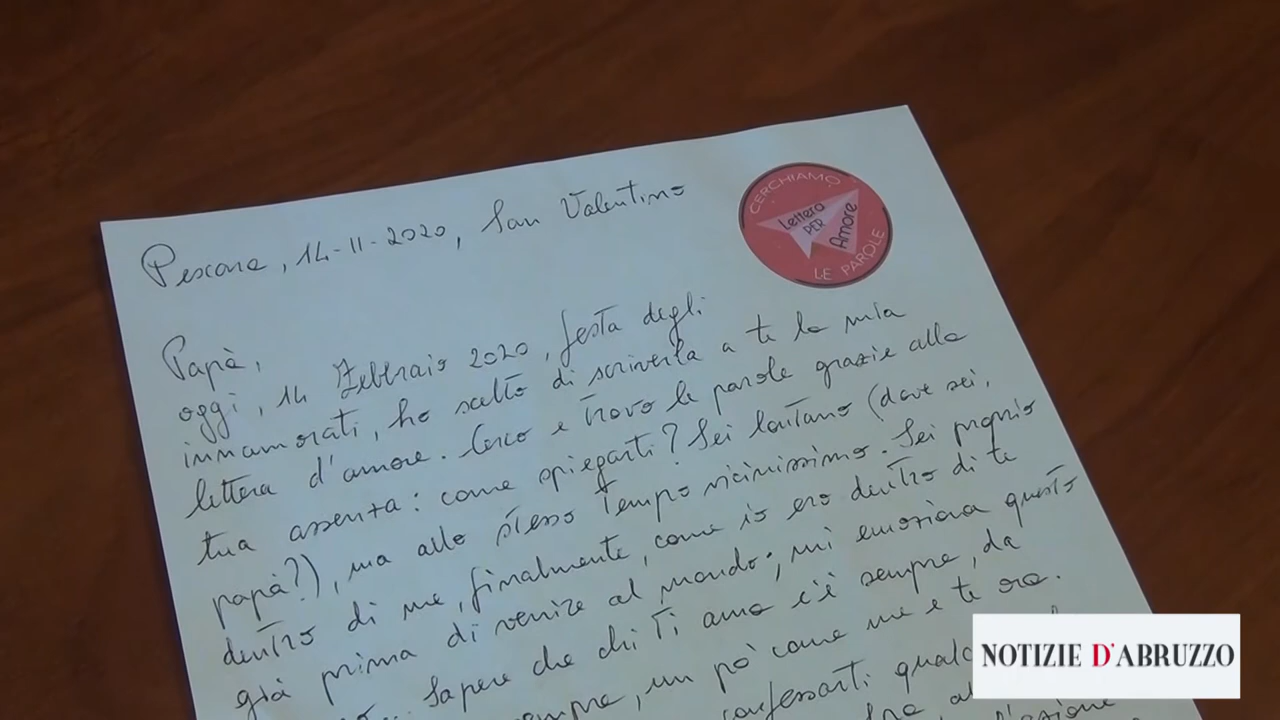 Pescara, 14-II-2020, San Valentino
CERCHIAMO
Lettera
PER
Amore
LE PAROLE
Papà,
oggi, 14 Febbraio 2020, festa degli
innamorati, ho scelto di scriverla a te la mia
lettera d'amore. Cerco e trovo le parole grazie alla
tua assenza: come spiegarti? Sei lontano (dove sei,
papà?), ma allo stesso tempo vicinissimo. Sei proprio
dentro di me, finalmente, come io ero dentro di te
già prima di venire al mondo; mi emoziona questo
Sapere che chi ti ama c'è sempre, da
sempre, un pò come me e te ora.
confessarti
NOTIZIE D'ABRUZZO